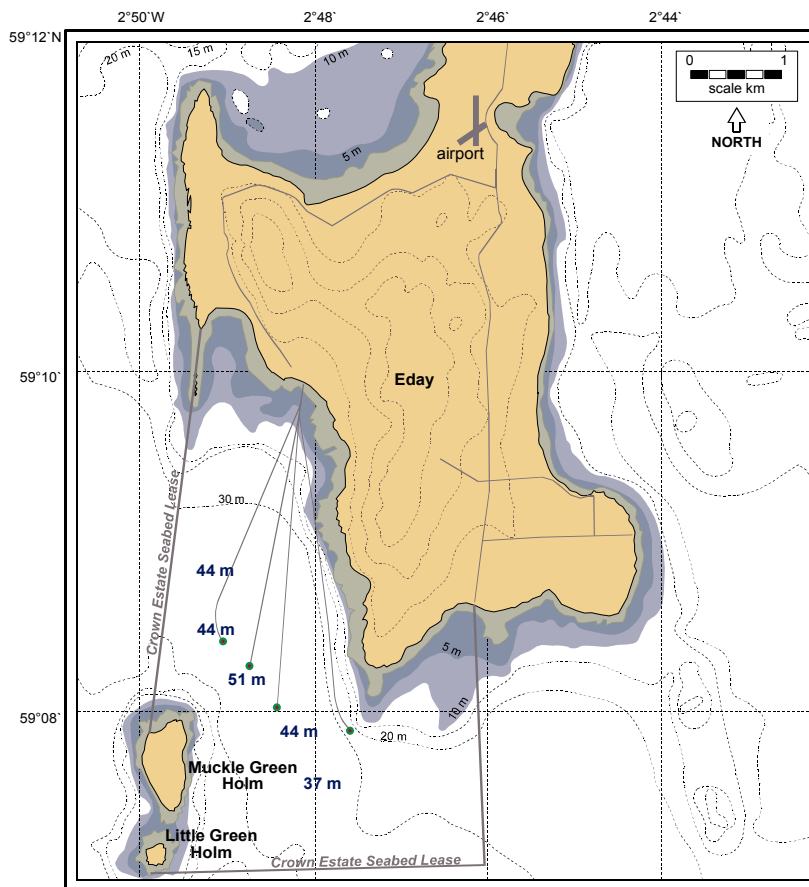 2°50`W
2°48`
2°46`
2°44`
59°12`N
20 m
15 m
10 m
0 1
scale km
NORTH
5 m
airport
59°10`
Eday
Crown Estate Seabed Lease
30 m
44 m
44 m
51 m
5 m
10 m
59°08`
44 m
20 m
Muckle Green
Holm
37 m
Little Green
Holm
Crown Estate Seabed Lease